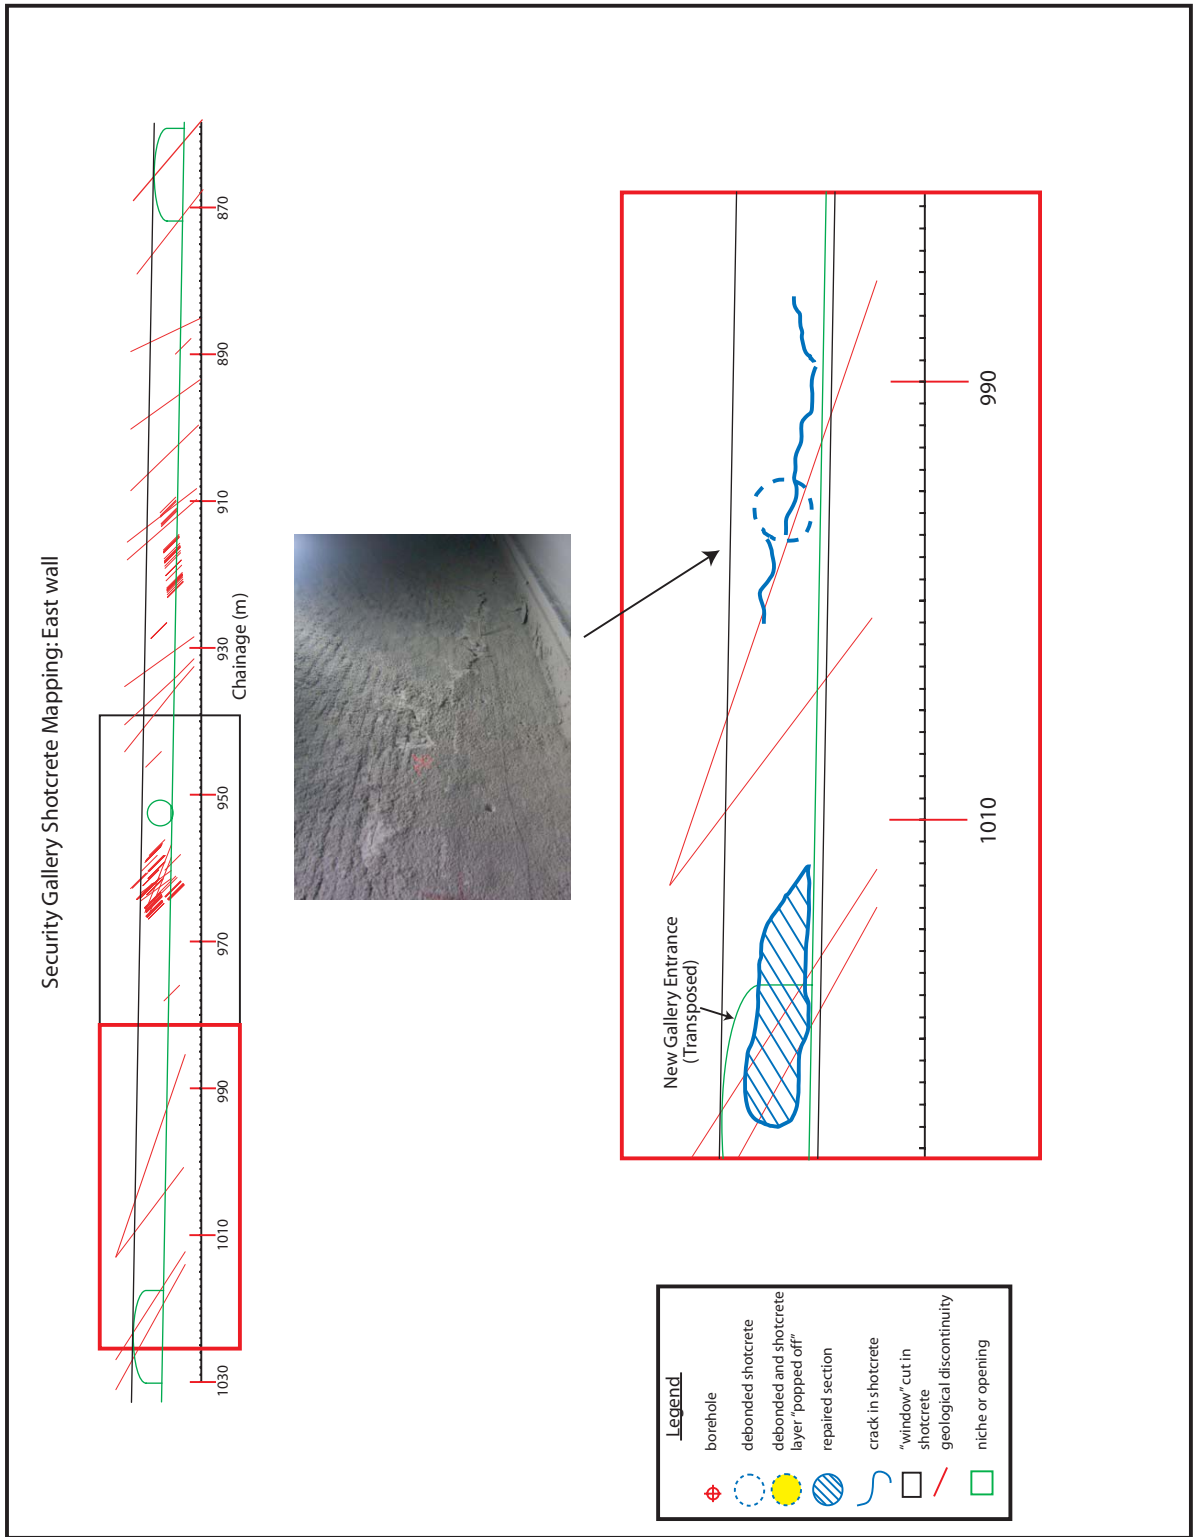 Security Gallery Shotcrete Mapping: East wall
1030
1010
990
970
950
930
910
890
870
Chainage (m)
New Gallery Entrance
(Transposed)
1010
990
Legend
borehole
debonded shotcrete
debonded and shotcrete
layer “popped off”
repaired section
crack in shotcrete
“window” cut in
shotcrete
geological discontinuity
niche or opening